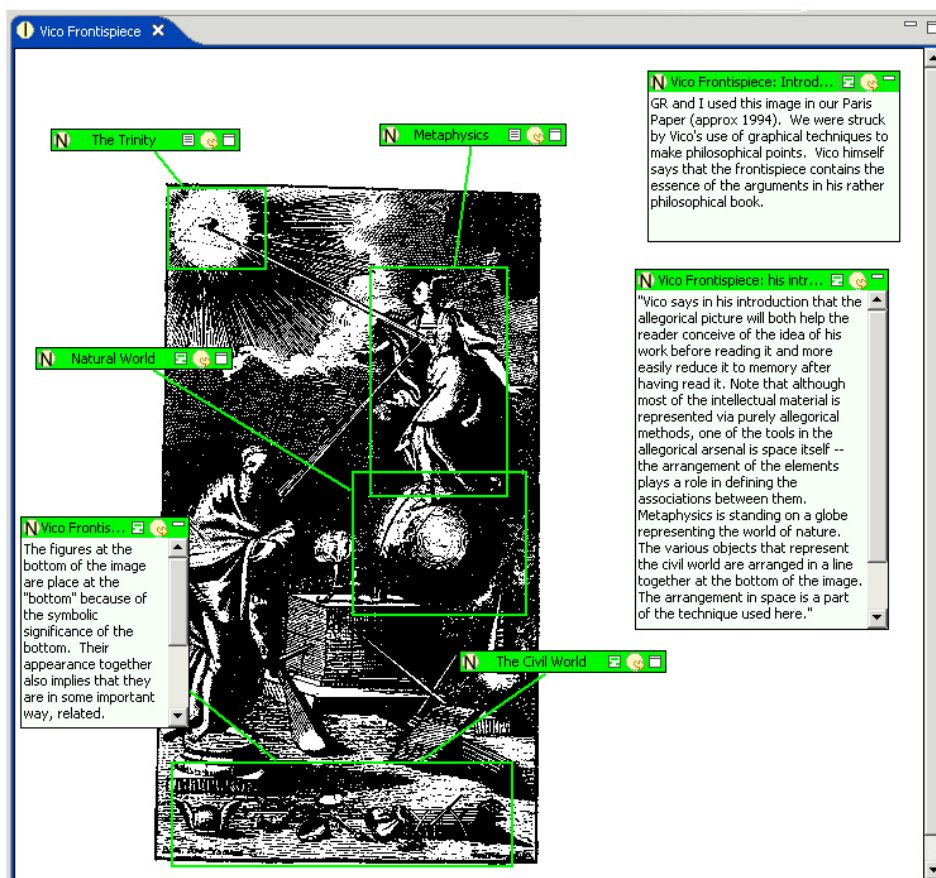 Vico Frontispiece
N Vico Frontispiece: Introd...
GR and I used this image in our Paris
Paper (approx 1994). We were struck
by Vico's use of graphical techniques to
make philosophical points. Vico himself
says that the frontispiece contains the
essence of the arguments in his rather
philosophical book.
N The Trinity
N Metaphysics
N Vico Frontispiece: his intr...
"Vico says in his introduction that the
allegorical picture will both help the
reader conceive of the idea of his
work before reading it and more
easily reduce it to memory after
having read it. Note that although
most of the intellectual material is
represented via purely allegorical
methods, one of the tools in the
allegorical arsenal is space itself --
the arrangement of the elements
plays a role in defining the
associations between them.
Metaphysics is standing on a globe
representing the world of nature.
The various objects that represent
the civil world are arranged in a line
together at the bottom of the image.
The arrangement in space is a part
of the technique used here."
N Natural World
N Vico Frontis...
The figures at the
bottom of the image
are place at the
"bottom" because of
the symbolic
significance of the
bottom. Their
appearance together
also implies that they
are in some important
way, related.
N The Civil World